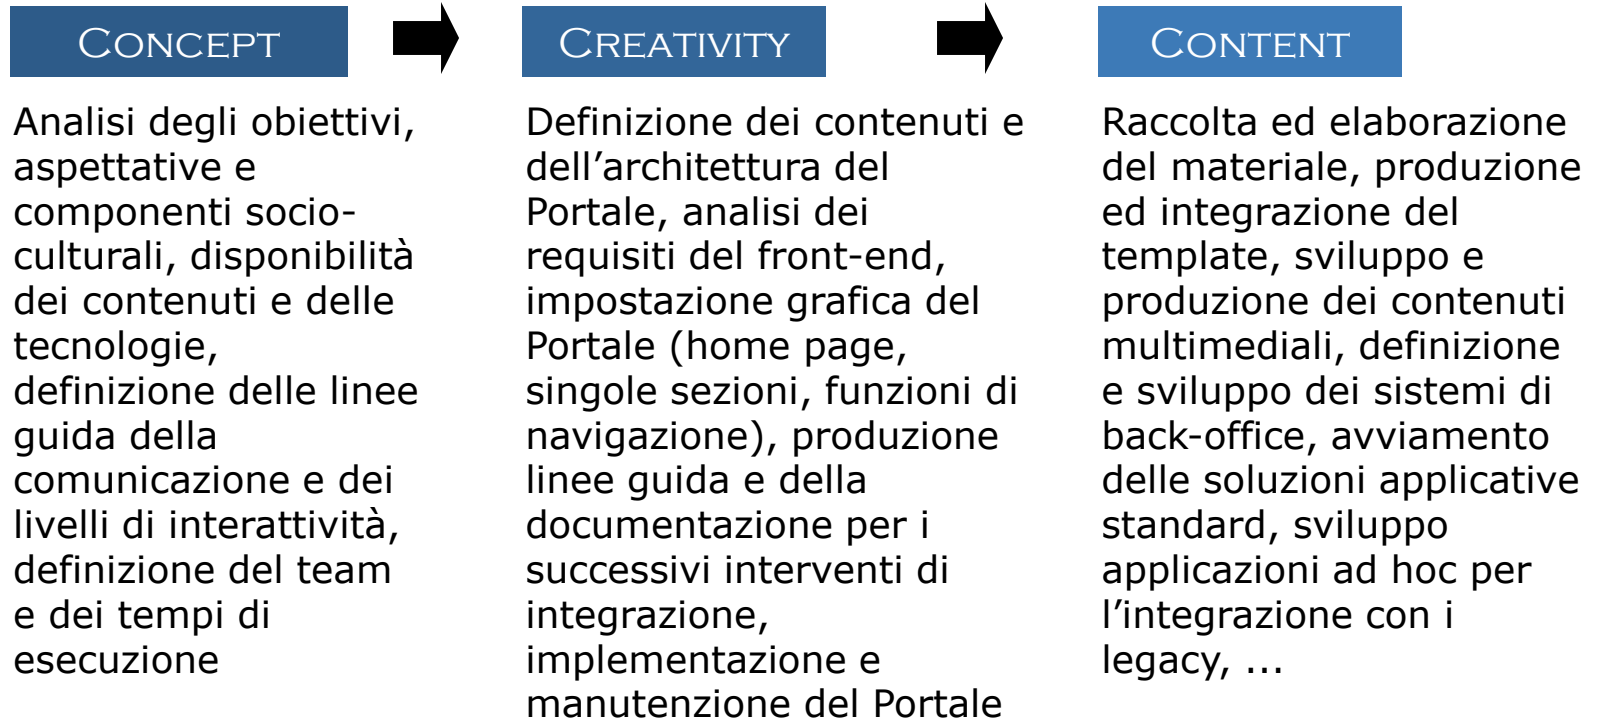 CONCEPT
Analisi degli obiettivi,
aspettative e
componenti socio-
culturali, disponibilità
dei contenuti e delle
tecnologie,
definizione delle linee
guida della
comunicazione e dei
livelli di interattività,
definizione del team
e dei tempi di
esecuzione
CREATIVITY
Definizione dei contenuti e
dell’architettura del
Portale, analisi dei
requisiti del front-end,
impostazione grafica del
Portale (home page,
singole sezioni, funzioni di
navigazione), produzione
linee guida e della
documentazione per i
successivi interventi di
integrazione,
implementazione e
manutenzione del Portale
CONTENT
Raccolta ed elaborazione
del materiale, produzione
ed integrazione del
template, sviluppo e
produzione dei contenuti
multimediali, definizione
e sviluppo dei sistemi di
back-office, avviamento
delle soluzioni applicative
standard, sviluppo
applicazioni ad hoc per
l’integrazione con i
legacy, ...